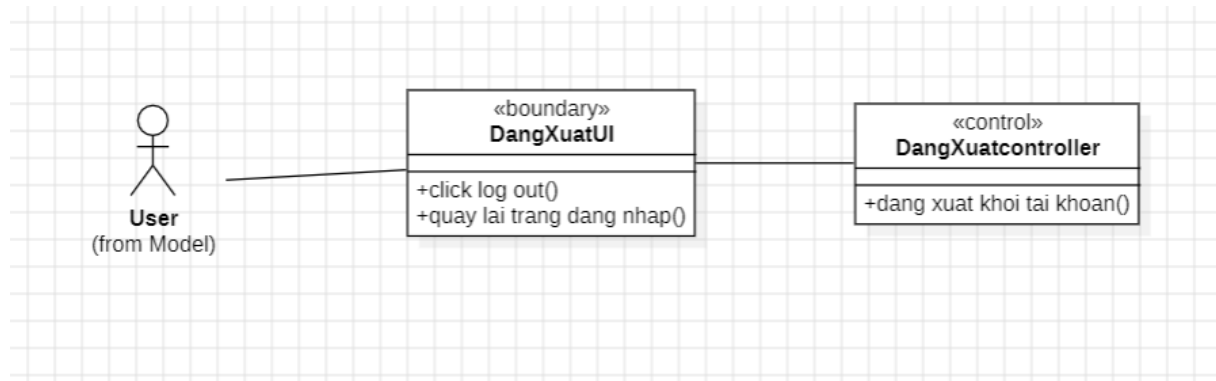 User
(from Model)
«boundary»
DangXuatUI
+click log out()
+quay lai trang dang nhap()
«control»
DangXuatcontroller
+dang xuat khoi tai khoan()